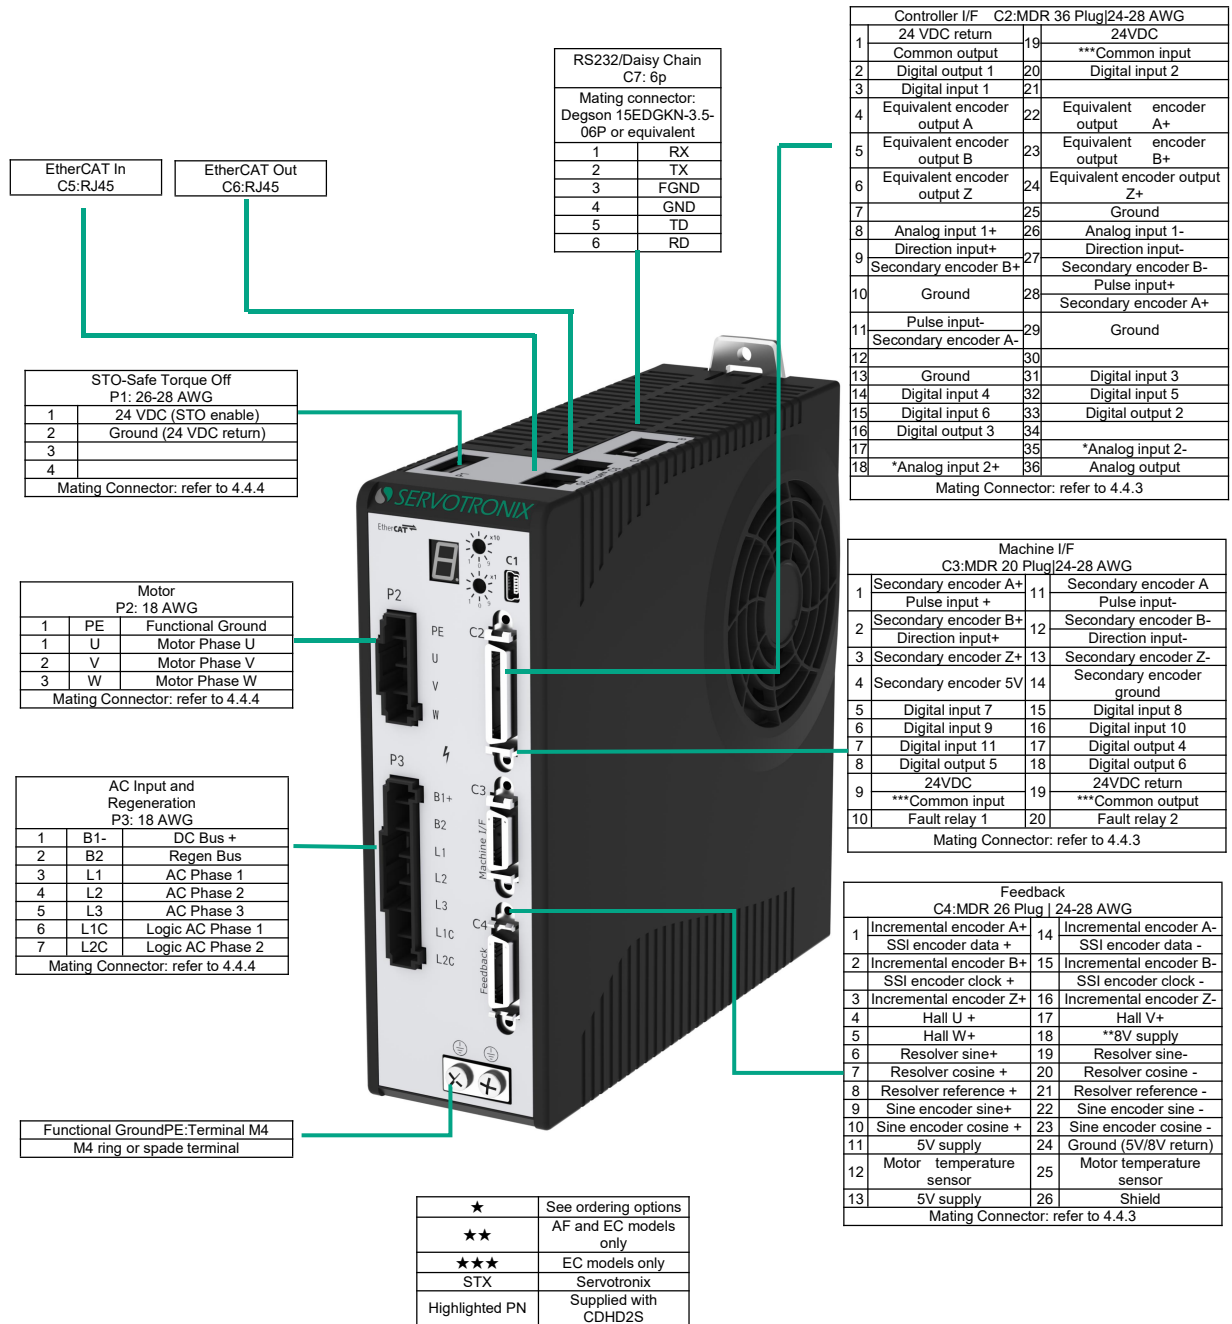 Controller I/F C2:MDR 36 Plug|24-28 AWG
1 24 VDC return 19 24VDC
Common output ***Common input
2 Digital output 1 20 Digital input 2
3 Digital input 1 21
4 Equivalent encoder output A 22 Equivalent encoder output A+
5 Equivalent encoder output B 23 Equivalent encoder output B+
6 Equivalent encoder output Z 24 Equivalent encoder output Z+
7 25 Ground
8 Analog input 1+ 26 Analog input 1-
9 Direction input+ 27 Direction input-
Secondary encoder B+ Secondary encoder B-
10 Ground 28 Pulse input+
Secondary encoder A+
11 Pulse input- 29 Ground
Secondary encoder A-
12 30
13 Ground 31 Digital input 3
14 Digital input 4 32 Digital input 5
15 Digital input 6 33 Digital output 2
16 Digital output 3 34
17 35 *Analog input 2-
18 *Analog input 2+ 36 Analog output
Mating Connector: refer to 4.4.3
RS232/Daisy Chain
C7: 6p
Mating connector:
Degson 15EDGKN-3.5-
06P or equivalent
1 RX
2 TX
3 FGND
4 GND
5 TD
6 RD
EtherCAT In
C5:RJ45
EtherCAT Out
C6:RJ45
STO-Safe Torque Off
P1: 26-28 AWG
1 24 VDC (STO enable)
2 Ground (24 VDC return)
3
4
Mating Connector: refer to 4.4.4
SERVOTRONIX
EtherCAT
x10
1 0 9
x1
1 0 9
C1
P2
PE
U
V
W
C2
P3
B1+
B2
L1
L2
L3
L1C
L2C
C3
Machine I/F
C4
Feedback
Motor
P2: 18 AWG
1 PE Functional Ground
1 U Motor Phase U
2 V Motor Phase V
3 W Motor Phase W
Mating Connector: refer to 4.4.4
Machine I/F
C3:MDR 20 Plug|24-28 AWG
1 Secondary encoder A+ 11 Secondary encoder A
Pulse input + Pulse input-
2 Secondary encoder B+ 12 Secondary encoder B-
Direction input+ Direction input-
3 Secondary encoder Z+ 13 Secondary encoder Z-
4 Secondary encoder 5V 14 Secondary encoder ground
5 Digital input 7 15 Digital input 8
6 Digital input 9 16 Digital input 10
7 Digital input 11 17 Digital output 4
8 Digital output 5 18 Digital output 6
9 24VDC 19 24VDC return
***Common input ***Common output
10 Fault relay 1 20 Fault relay 2
Mating Connector: refer to 4.4.3
AC Input and
Regeneration
P3: 18 AWG
1 B1- DC Bus +
2 B2 Regen Bus
3 L1 AC Phase 1
4 L2 AC Phase 2
5 L3 AC Phase 3
6 L1C Logic AC Phase 1
7 L2C Logic AC Phase 2
Mating Connector: refer to 4.4.4
Feedback
C4:MDR 26 Plug | 24-28 AWG
1 Incremental encoder A+ 14 Incremental encoder A-
SSI encoder data + SSI encoder data -
2 Incremental encoder B+ 15 Incremental encoder B-
SSI encoder clock + SSI encoder clock -
3 Incremental encoder Z+ 16 Incremental encoder Z-
4 Hall U + 17 Hall V+
5 Hall W+ 18 **8V supply
6 Resolver sine+ 19 Resolver sine-
7 Resolver cosine + 20 Resolver cosine -
8 Resolver reference + 21 Resolver reference -
9 Sine encoder sine+ 22 Sine encoder sine -
10 Sine encoder cosine + 23 Sine encoder cosine -
11 5V supply 24 Ground (5V/8V return)
12 Motor temperature sensor 25 Motor temperature sensor
13 5V supply 26 Shield
Mating Connector: refer to 4.4.3
Functional GroundPE:Terminal M4
M4 ring or spade terminal
★ See ordering options
★★ AF and EC models only
★★★ EC models only
STX Servotronix
Highlighted PN Supplied with CDHD2S